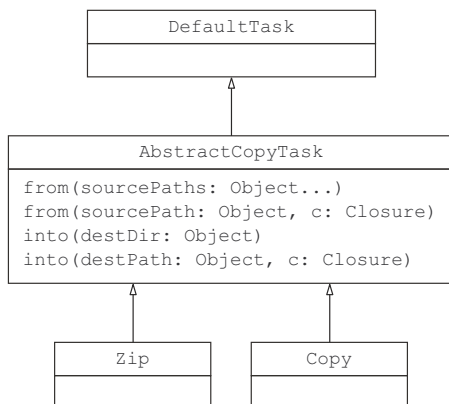 DefaultTask
AbstractCopyTask
from(sourcePaths: Object...)
from(sourcePath: Object, c: Closure)
into(destDir: Object)
into(destPath: Object, c: Closure)
Zip
Copy